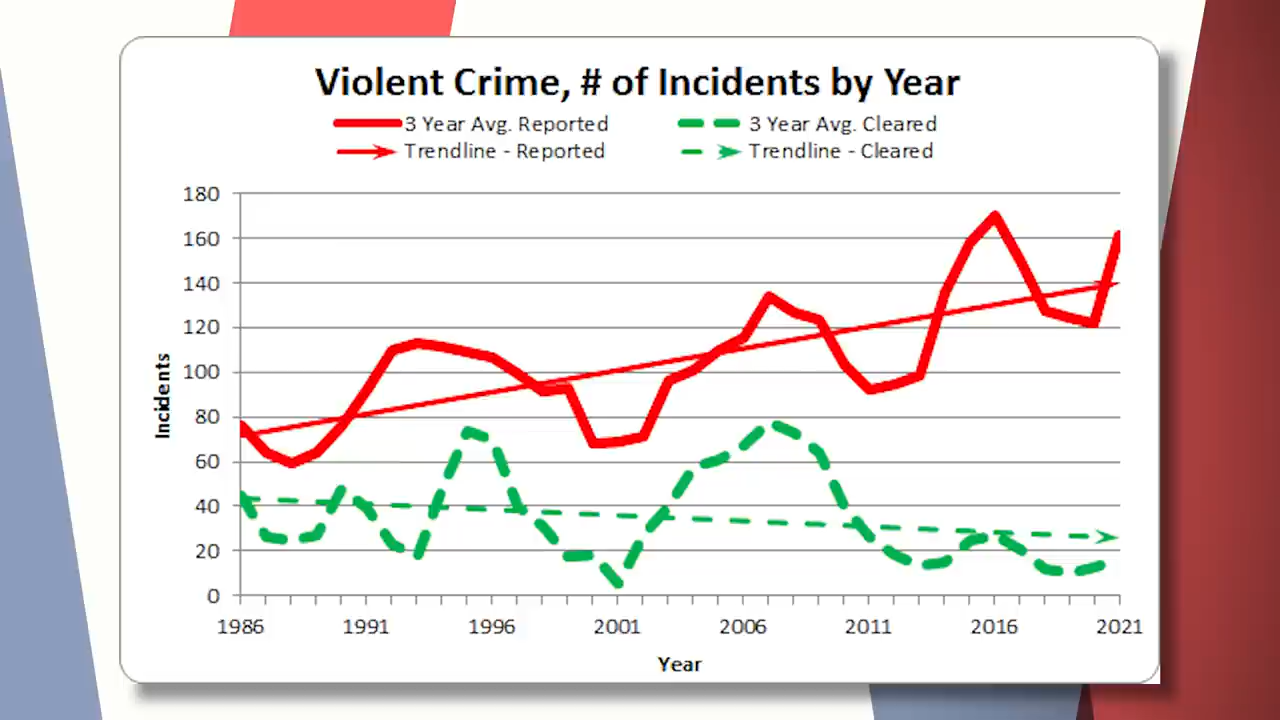 Violent Crime, # of Incidents by Year
3 Year Avg. Reported 3 Year Avg. Cleared
Trendline - Reported Trendline - Cleared
180
160
140
120
100
80
60
40
20
0
Incidents
1986 1991 1996 2001 2006 2011 2016 2021
Year